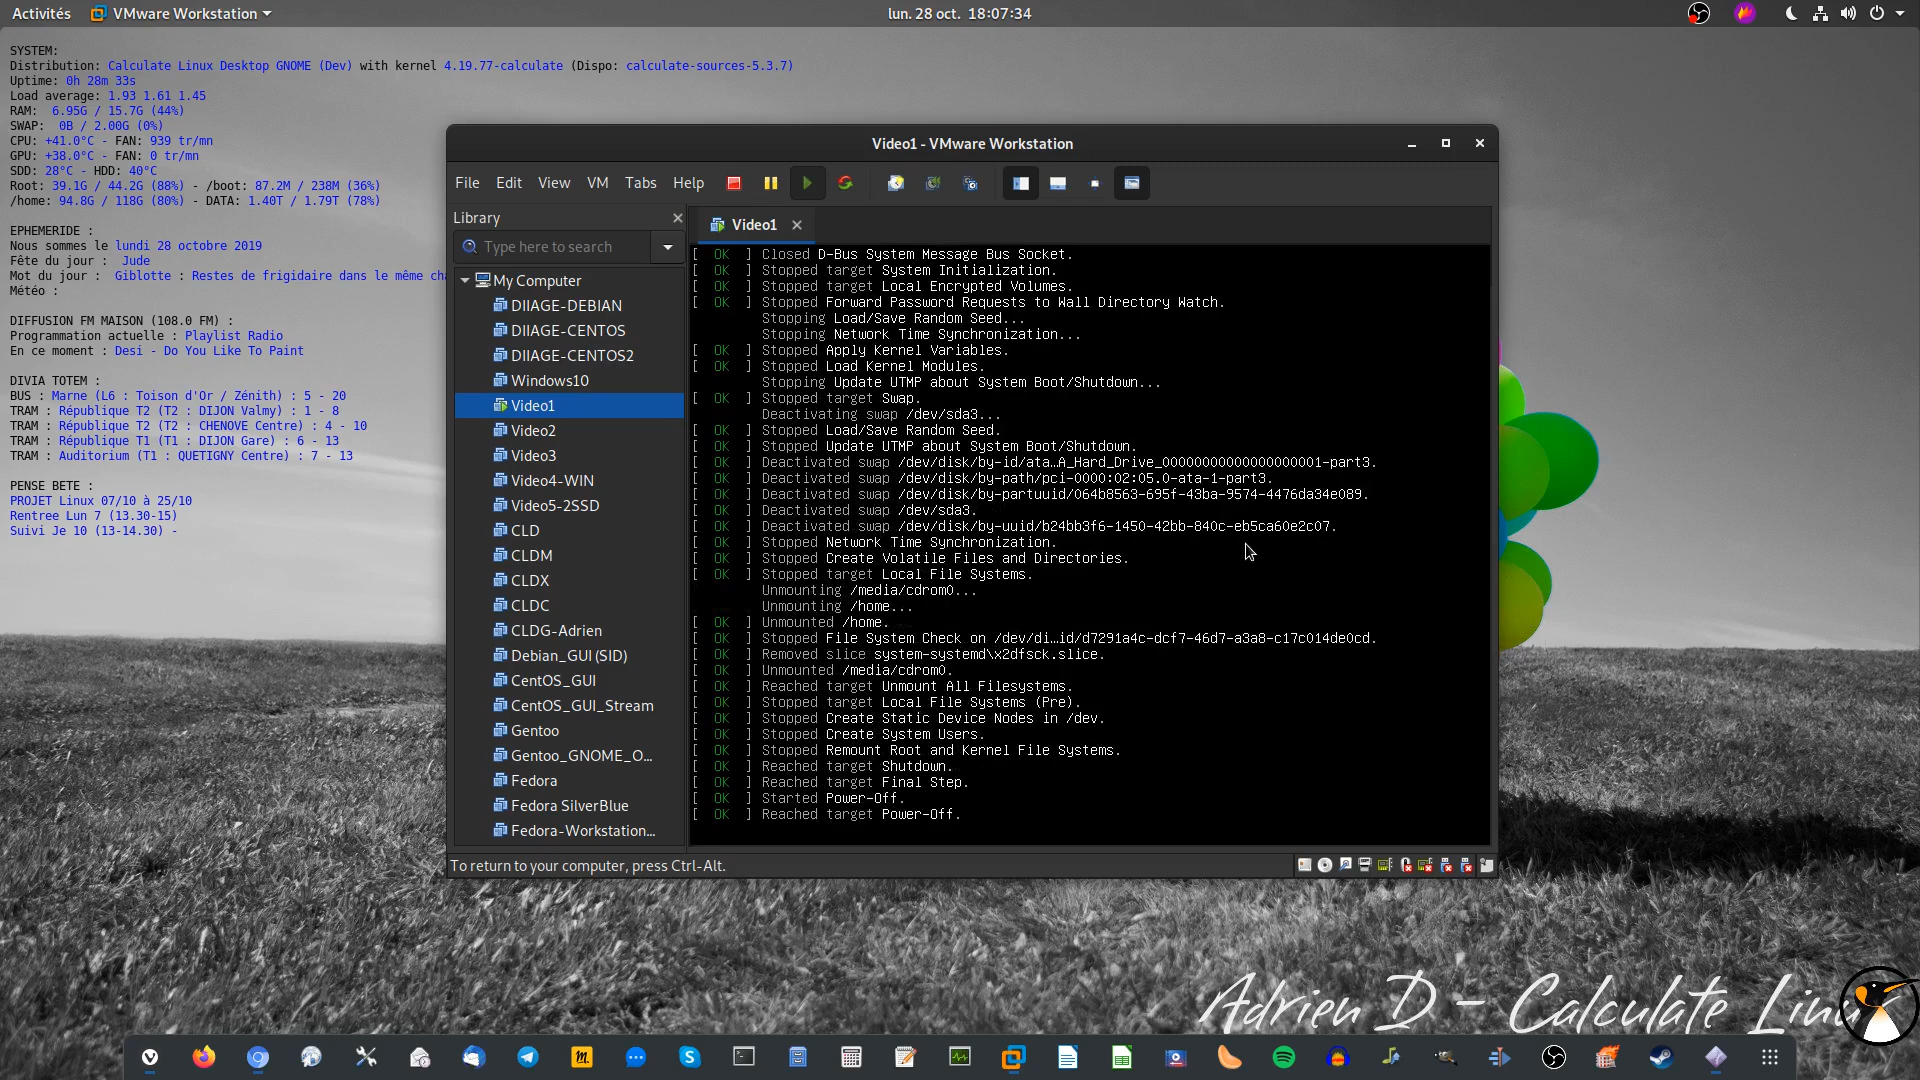 Activités
VMware Workstation
lun. 28 oct. 18:07:34
SYSTEM:
Distribution: Calculate Linux Desktop GNOME (Dev) with kernel 4.19.77-calculate (Dispo: calculate-sources-5.3.7)
Uptime: 0h 28m 33s
Load average: 1.93 1.61 1.45
RAM: 6.95G / 15.7G (44%)
SWAP: 0B / 2.00G (0%)
CPU: +41.0°C - FAN: 939 tr/mn
GPU: +38.0°C - FAN: 0 tr/mn
SDD: 28°C - HDD: 40°C
Root: 39.1G / 44.2G (88%) - /boot: 87.2M / 238M (36%)
/home: 94.8G / 118G (80%) - DATA: 1.40T / 1.79T (78%)
EPHEMERIDE :
Nous sommes le lundi 28 octobre 2019
Fête du jour : Jude
Mot du jour : Giblotte : Restes de frigidaire dans le même
Météo :
DIFFUSION FM MAISON (108.0 FM) :
Programmation actuelle : Playlist Radio
En ce moment : Desi - Do You Like To Paint
DIVIA TOTEM :
BUS : Marne (L6 : Toison d'Or / Zénith) : 5 - 20
TRAM : République T2 (T2 : DIJON Valmy) : 1 - 8
TRAM : République T2 (T2 : CHENOVE Centre) : 4 - 10
TRAM : République T1 (T1 : DIJON Gare) : 6 - 13
TRAM : Auditorium (T1 : QUETIGNY Centre) : 7 - 13
PENSE BETE :
PROJET Linux 07/10 à 25/10
Rentree Lun 7 (13.30-15)
Suivi Je 10 (13-14.30) -
Video1 - VMware Workstation
File Edit View VM Tabs Help
Library
Type here to search
My Computer
DIIAGE-DEBIAN
DIIAGE-CENTOS
DIIAGE-CENTOS2
Windows10
Video1
Video2
Video3
Video4-WIN
Video5-2SSD
CLD
CLDM
CLDX
CLDC
CLDG-Adrien
Debian_GUI (SID)
CentOS_GUI
CentOS_GUI_Stream
Gentoo
Gentoo_GNOME_O...
Fedora
Fedora SilverBlue
Fedora-Workstation...
Video1
[ OK ] Closed D-Bus System Message Bus Socket.
[ OK ] Stopped target System Initialization.
[ OK ] Stopped target Local Encrypted Volumes.
[ OK ] Stopped Forward Password Requests to Wall Directory Watch.
Stopping Load/Save Random Seed...
Stopping Network Time Synchronization...
[ OK ] Stopped Apply Kernel Variables.
[ OK ] Stopped Load Kernel Modules.
Stopping Update UTMP about System Boot/Shutdown...
[ OK ] Stopped target Swap.
Deactivating swap /dev/sda3...
[ OK ] Stopped Load/Save Random Seed.
[ OK ] Stopped Update UTMP about System Boot/Shutdown.
[ OK ] Deactivated swap /dev/disk/by-id/ata…A_Hard_Drive_00000000000000000001-part3.
[ OK ] Deactivated swap /dev/disk/by-path/pci-0000:02:05.0-ata-1-part3.
[ OK ] Deactivated swap /dev/disk/by-partuuid/064b8563-695f-43ba-9574-4476da34e089.
[ OK ] Deactivated swap /dev/sda3.
[ OK ] Deactivated swap /dev/disk/by-uuid/b24bb3f6-1450-42bb-840c-eb5ca60e2c07.
[ OK ] Stopped Network Time Synchronization.
[ OK ] Stopped Create Volatile Files and Directories.
[ OK ] Stopped target Local File Systems.
Unmounting /media/cdrom0...
Unmounting /home...
[ OK ] Unmounted /home.
[ OK ] Stopped File System Check on /dev/di…id/d7291a4c-dcf7-46d7-a3a8-c17c014de0cd.
[ OK ] Removed slice system-systemd\x2dfsck.slice.
[ OK ] Unmounted /media/cdrom0.
[ OK ] Reached target Unmount All Filesystems.
[ OK ] Stopped target Local File Systems (Pre).
[ OK ] Stopped Create Static Device Nodes in /dev.
[ OK ] Stopped Create System Users.
[ OK ] Stopped Remount Root and Kernel File Systems.
[ OK ] Reached target Shutdown.
[ OK ] Reached target Final Step.
[ OK ] Started Power-Off.
[ OK ] Reached target Power-Off.
To return to your computer, press Ctrl-Alt.
Adrien D - Calculate Linux